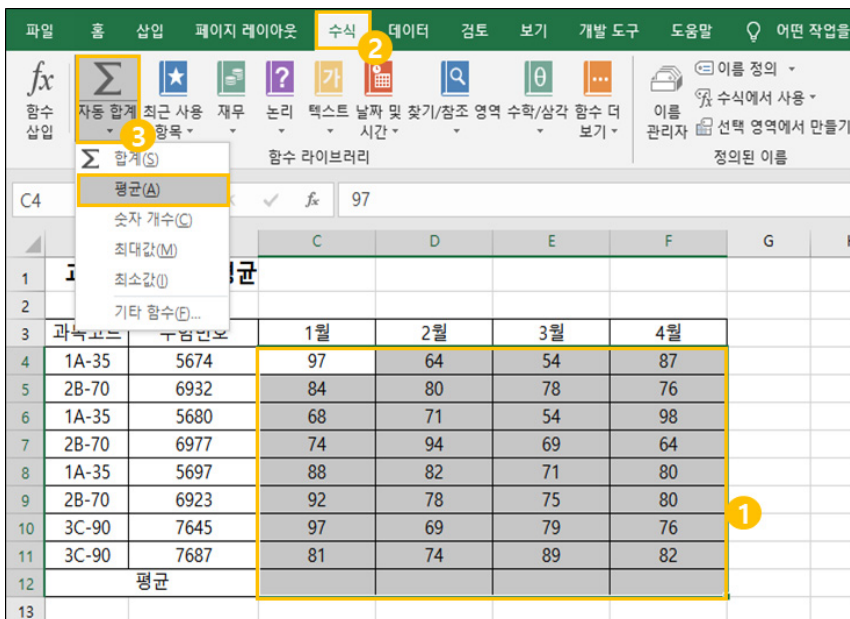 파일 홈 삽입 페이지 레이아웃 수식 데이터 검토 보기 개발 도구 도움말 어떤 작업을
2
fx Σ 가 ? θ
함수 삽입 자동 합계 최근 사용 항목 재무 논리 텍스트 날짜 및 시간 찾기/참조 영역 수학/삼각 함수 더 보기 이름 관리자
이름 정의
수식에서 사용
선택 영역에서 만들기
3
함수 라이브러리 정의된 이름
Σ 합계(S)
평균(A)
숫자 개수(C)
최대값(M)
최소값(I)
기타 함수(F)...
C4 fx 97
C D E F G
1 균
2
3 과목코드 수험번호 1월 2월 3월 4월
4 1A-35 5674 97 64 54 87
5 2B-70 6932 84 80 78 76
6 1A-35 5680 68 71 54 98
7 2B-70 6977 74 94 69 64
8 1A-35 5697 88 82 71 80
9 2B-70 6923 92 78 75 80
1
10 3C-90 7645 97 69 79 76
11 3C-90 7687 81 74 89 82
12 평균
13